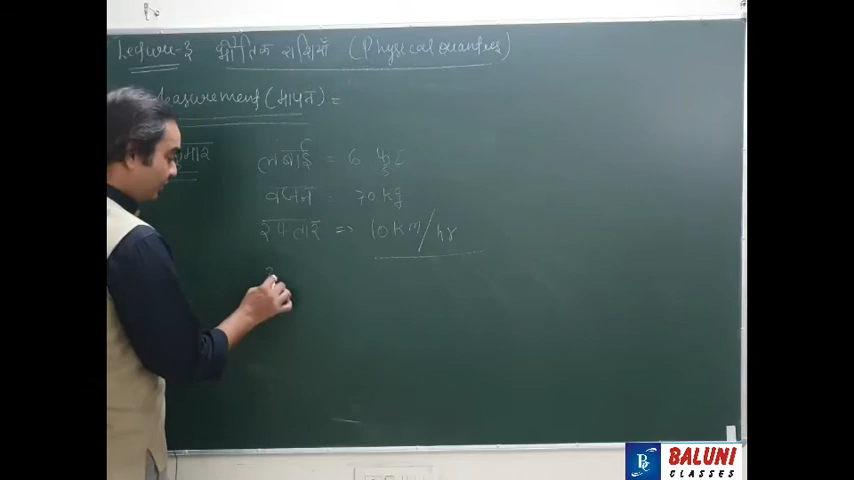 Lecture-3 भौतिक राशियाँ (Physical Quantities)
Measurement (मापन) =
लंबाई = 6 फुट
वजन = 70 kg
रफ्तार => 10 km/hr
BALUNI
CLASSES